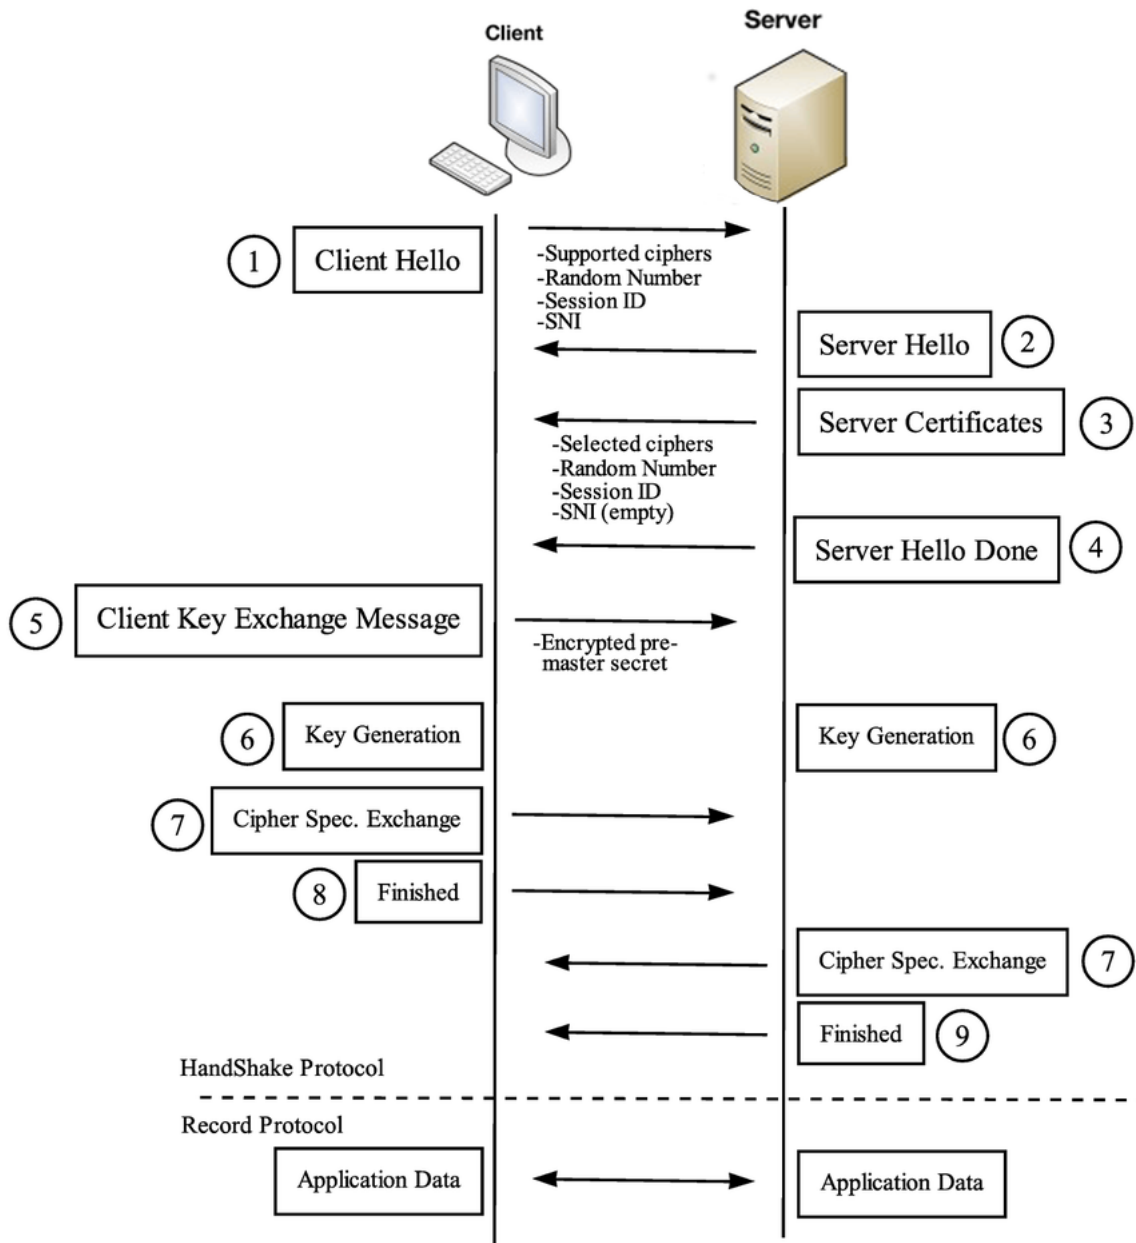 Client
Server
1
Client Hello
-Supported ciphers
-Random Number
-Session ID
-SNI
Server Hello
2
Server Certificates
3
-Selected ciphers
-Random Number
-Session ID
-SNI (empty)
Server Hello Done
4
5
Client Key Exchange Message
-Encrypted pre-
master secret
6
Key Generation
Key Generation
6
7
Cipher Spec. Exchange
8
Finished
Cipher Spec. Exchange
7
Finished
9
HandShake Protocol
Record Protocol
Application Data
Application Data